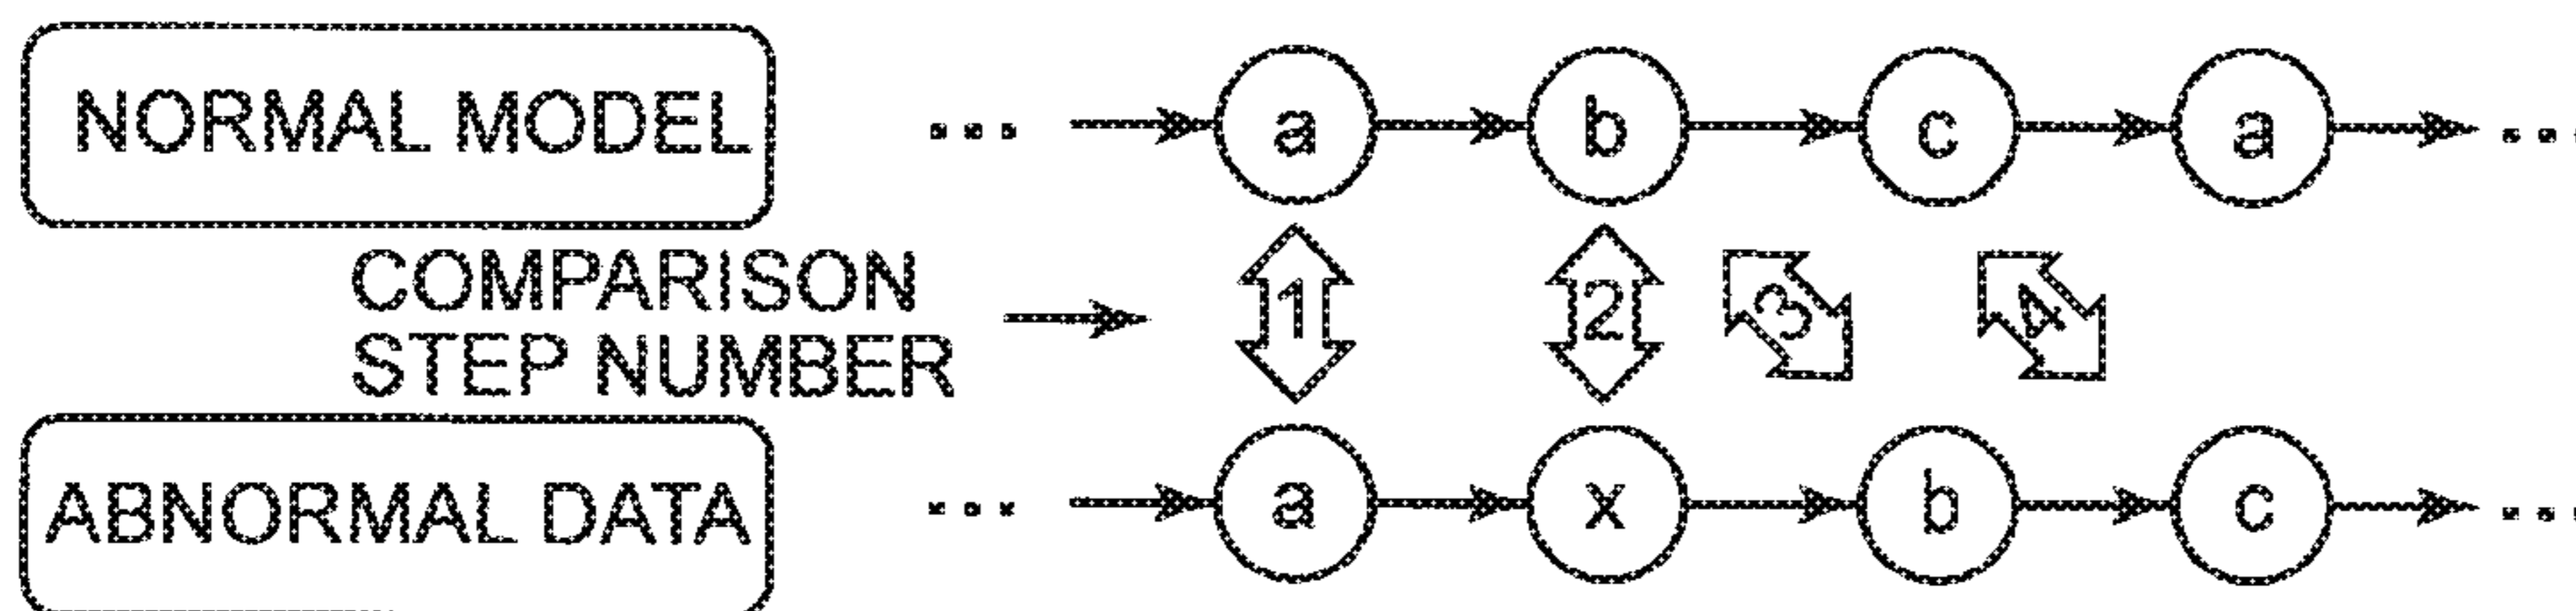 NORMAL MODEL ... a b c a ...
COMPARISON
STEP NUMBER 1 2 3 4
ABNORMAL DATA ... a x b c ...